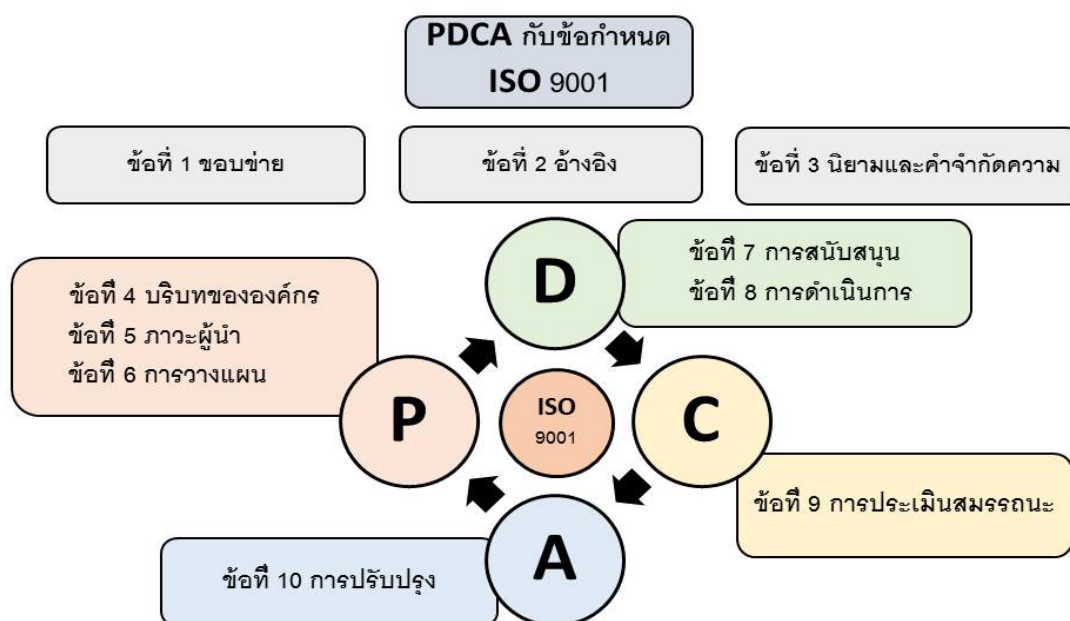 PDCA กับข้อกำหนด
ISO 9001
ข้อที่ 1 ขอบข่าย
ข้อที่ 2 อ้างอิง
ข้อที่ 3 นิยามและคำจำกัดความ
D
ข้อที่ 7 การสนับสนุน
ข้อที่ 8 การดำเนินการ
ข้อที่ 4 บริบทขององค์กร
ข้อที่ 5 ภาวะผู้นำ
ข้อที่ 6 การวางแผน
P
ISO
9001
C
ข้อที่ 9 การประเมินสมรรถนะ
A
ข้อที่ 10 การปรับปรุง